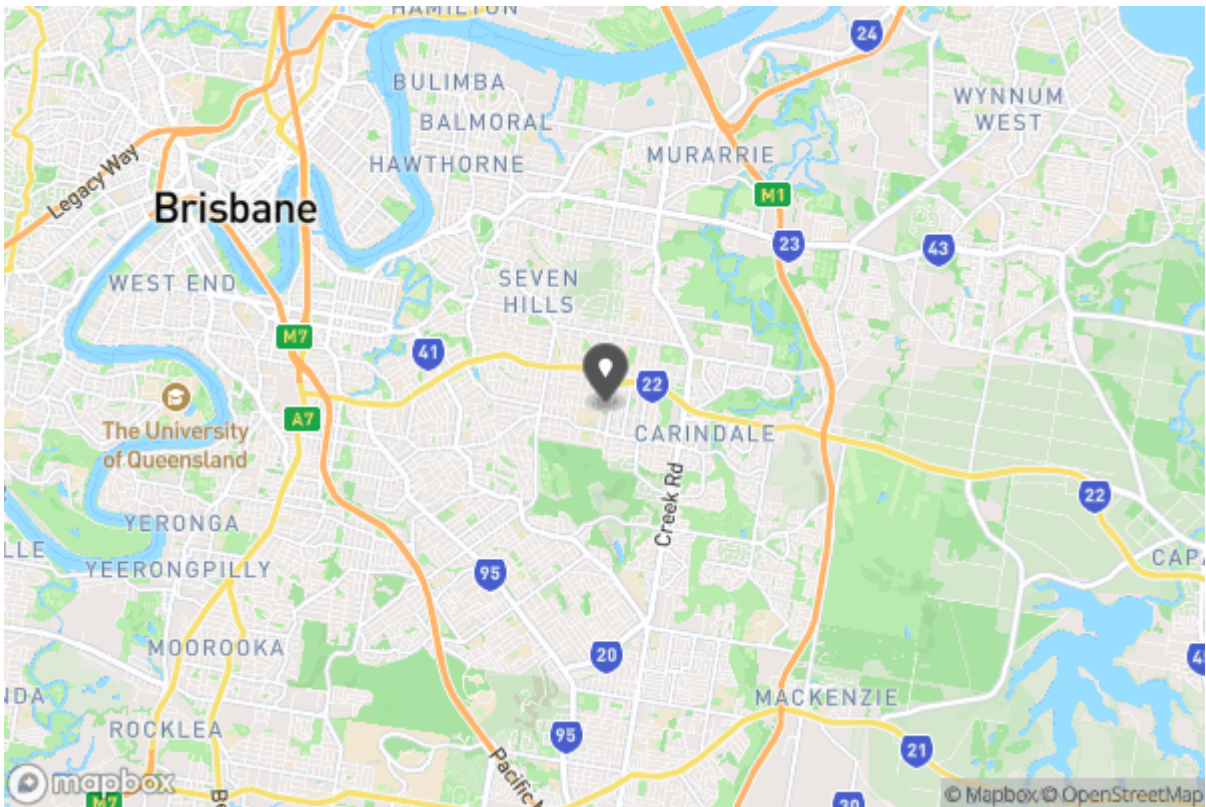 HAMILTON
24
BULIMBA
WYNNUM
WEST
BALMORAL
MURARRIE
HAWTHORNE
Legacy Way
M1
Brisbane
23
43
SEVEN
HILLS
WEST END
M7
41
22
The University
of Queensland
A7
CARINDALE
22
Creek Rd
YERONGA
LLE
YEERONGPILLY
95
CAPA
MOOROOKA
20
NDA
MACKENZIE
ROCKLEA
95
21
Pacific M
mapbox
M7
30
© Mapbox © OpenStreetMap